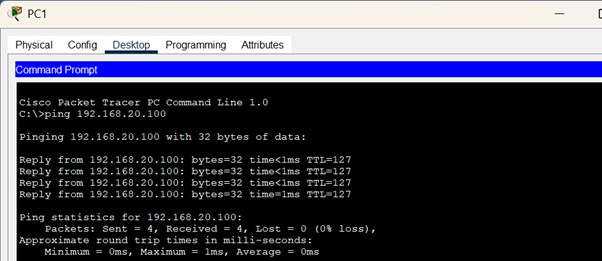 PC1
Physical Config Desktop Programming Attributes
Command Prompt
Cisco Packet Tracer PC Command Line 1.0
C:\>ping 192.168.20.100
Pinging 192.168.20.100 with 32 bytes of data:
Reply from 192.168.20.100: bytes=32 time<1ms TTL=127
Reply from 192.168.20.100: bytes=32 time<1ms TTL=127
Reply from 192.168.20.100: bytes=32 time<1ms TTL=127
Reply from 192.168.20.100: bytes=32 time=1ms TTL=127
Ping statistics for 192.168.20.100:
Packets: Sent = 4, Received = 4, Lost = 0 (0% loss),
Approximate round trip times in milli-seconds:
Minimum = 0ms, Maximum = 1ms, Average = 0ms